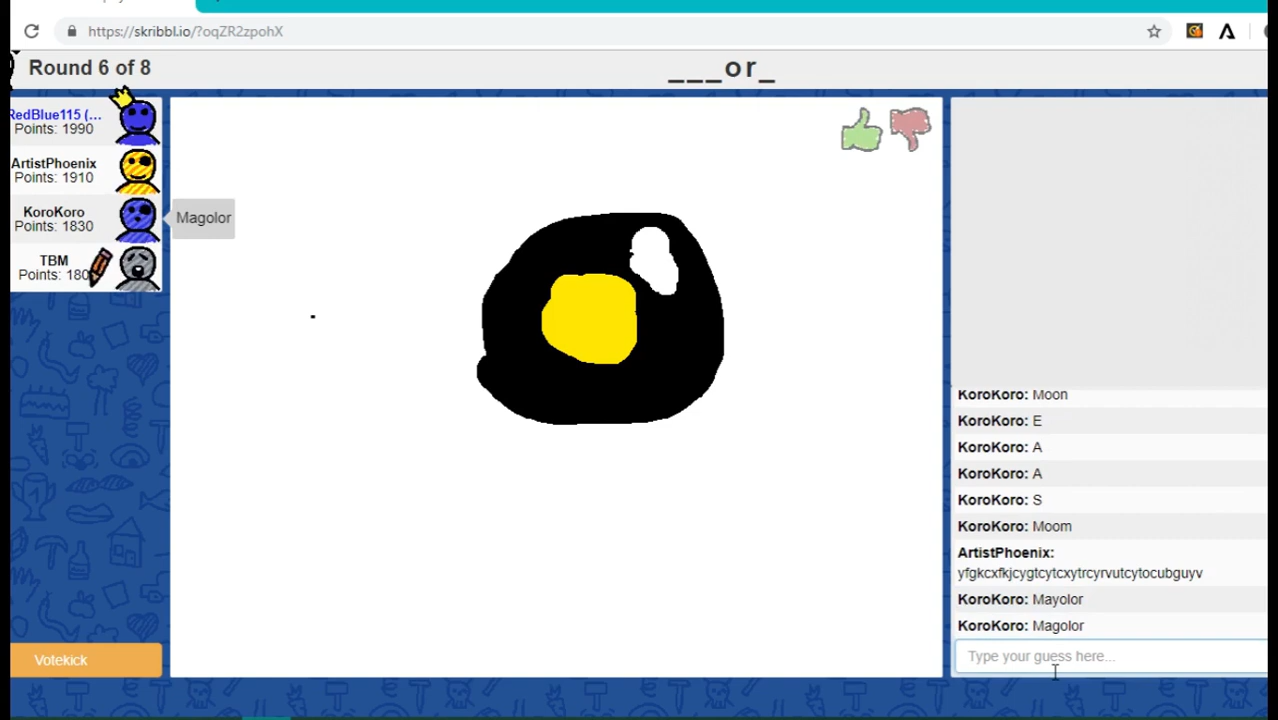 https://skribbl.io/?oqZR2zpohX
Round 6 of 8
___or_
RedBlue115 (...
Points: 1990
ArtistPhoenix
Points: 1910
KoroKoro
Points: 1830
Magolor
TBM
Points: 180
KoroKoro: Moon
KoroKoro: E
KoroKoro: A
KoroKoro: A
KoroKoro: S
KoroKoro: Moom
ArtistPhoenix:
yfgkcxfkjcygtcytcxytrcyrvutcytocubguyv
KoroKoro: Mayolor
KoroKoro: Magolor
Type your guess here...
Votekick